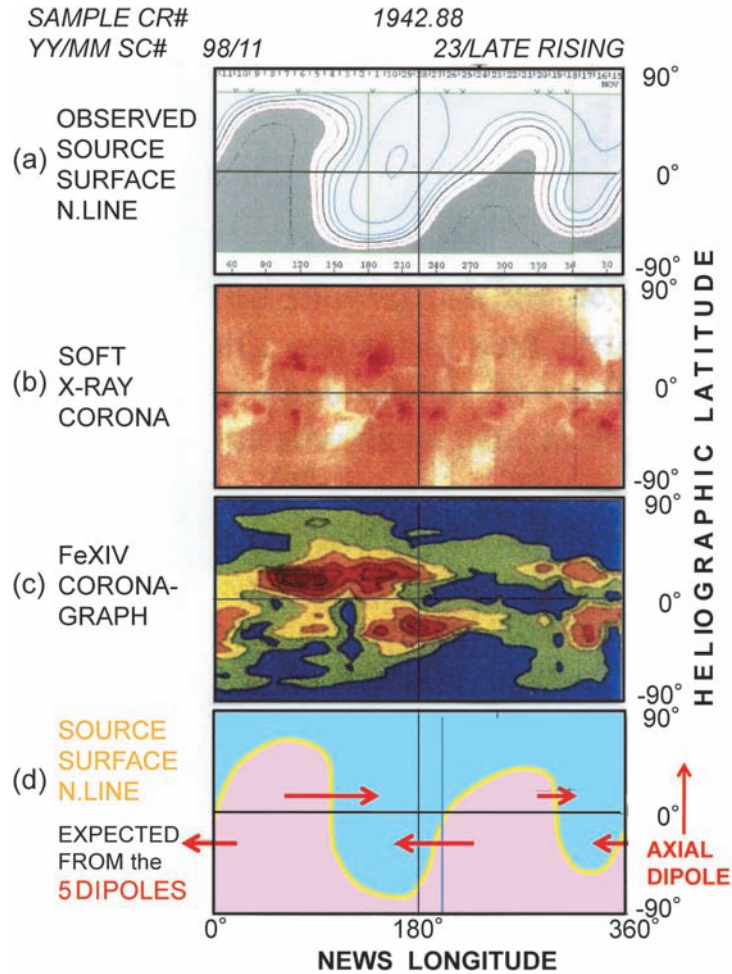 SAMPLE CR# 1942.88
YY/MM SC# 98/11 23/LATE RISING
(a) OBSERVED
SOURCE
SURFACE
N.LINE
NOV
90°
0°
-90°
60 90 120 150 180 210 240 270 300 330 30
(b) SOFT
X-RAY
CORONA
90°
0°
-90°
(c) FeXIV
CORONA-
GRAPH
90°
0°
-90°
HELIOGRAPHIC LATITUDE
(d) SOURCE
SURFACE
N.LINE
EXPECTED
FROM the
5 DIPOLES
90°
0°
-90°
AXIAL
DIPOLE
0° 180° 360°
NEWS LONGITUDE